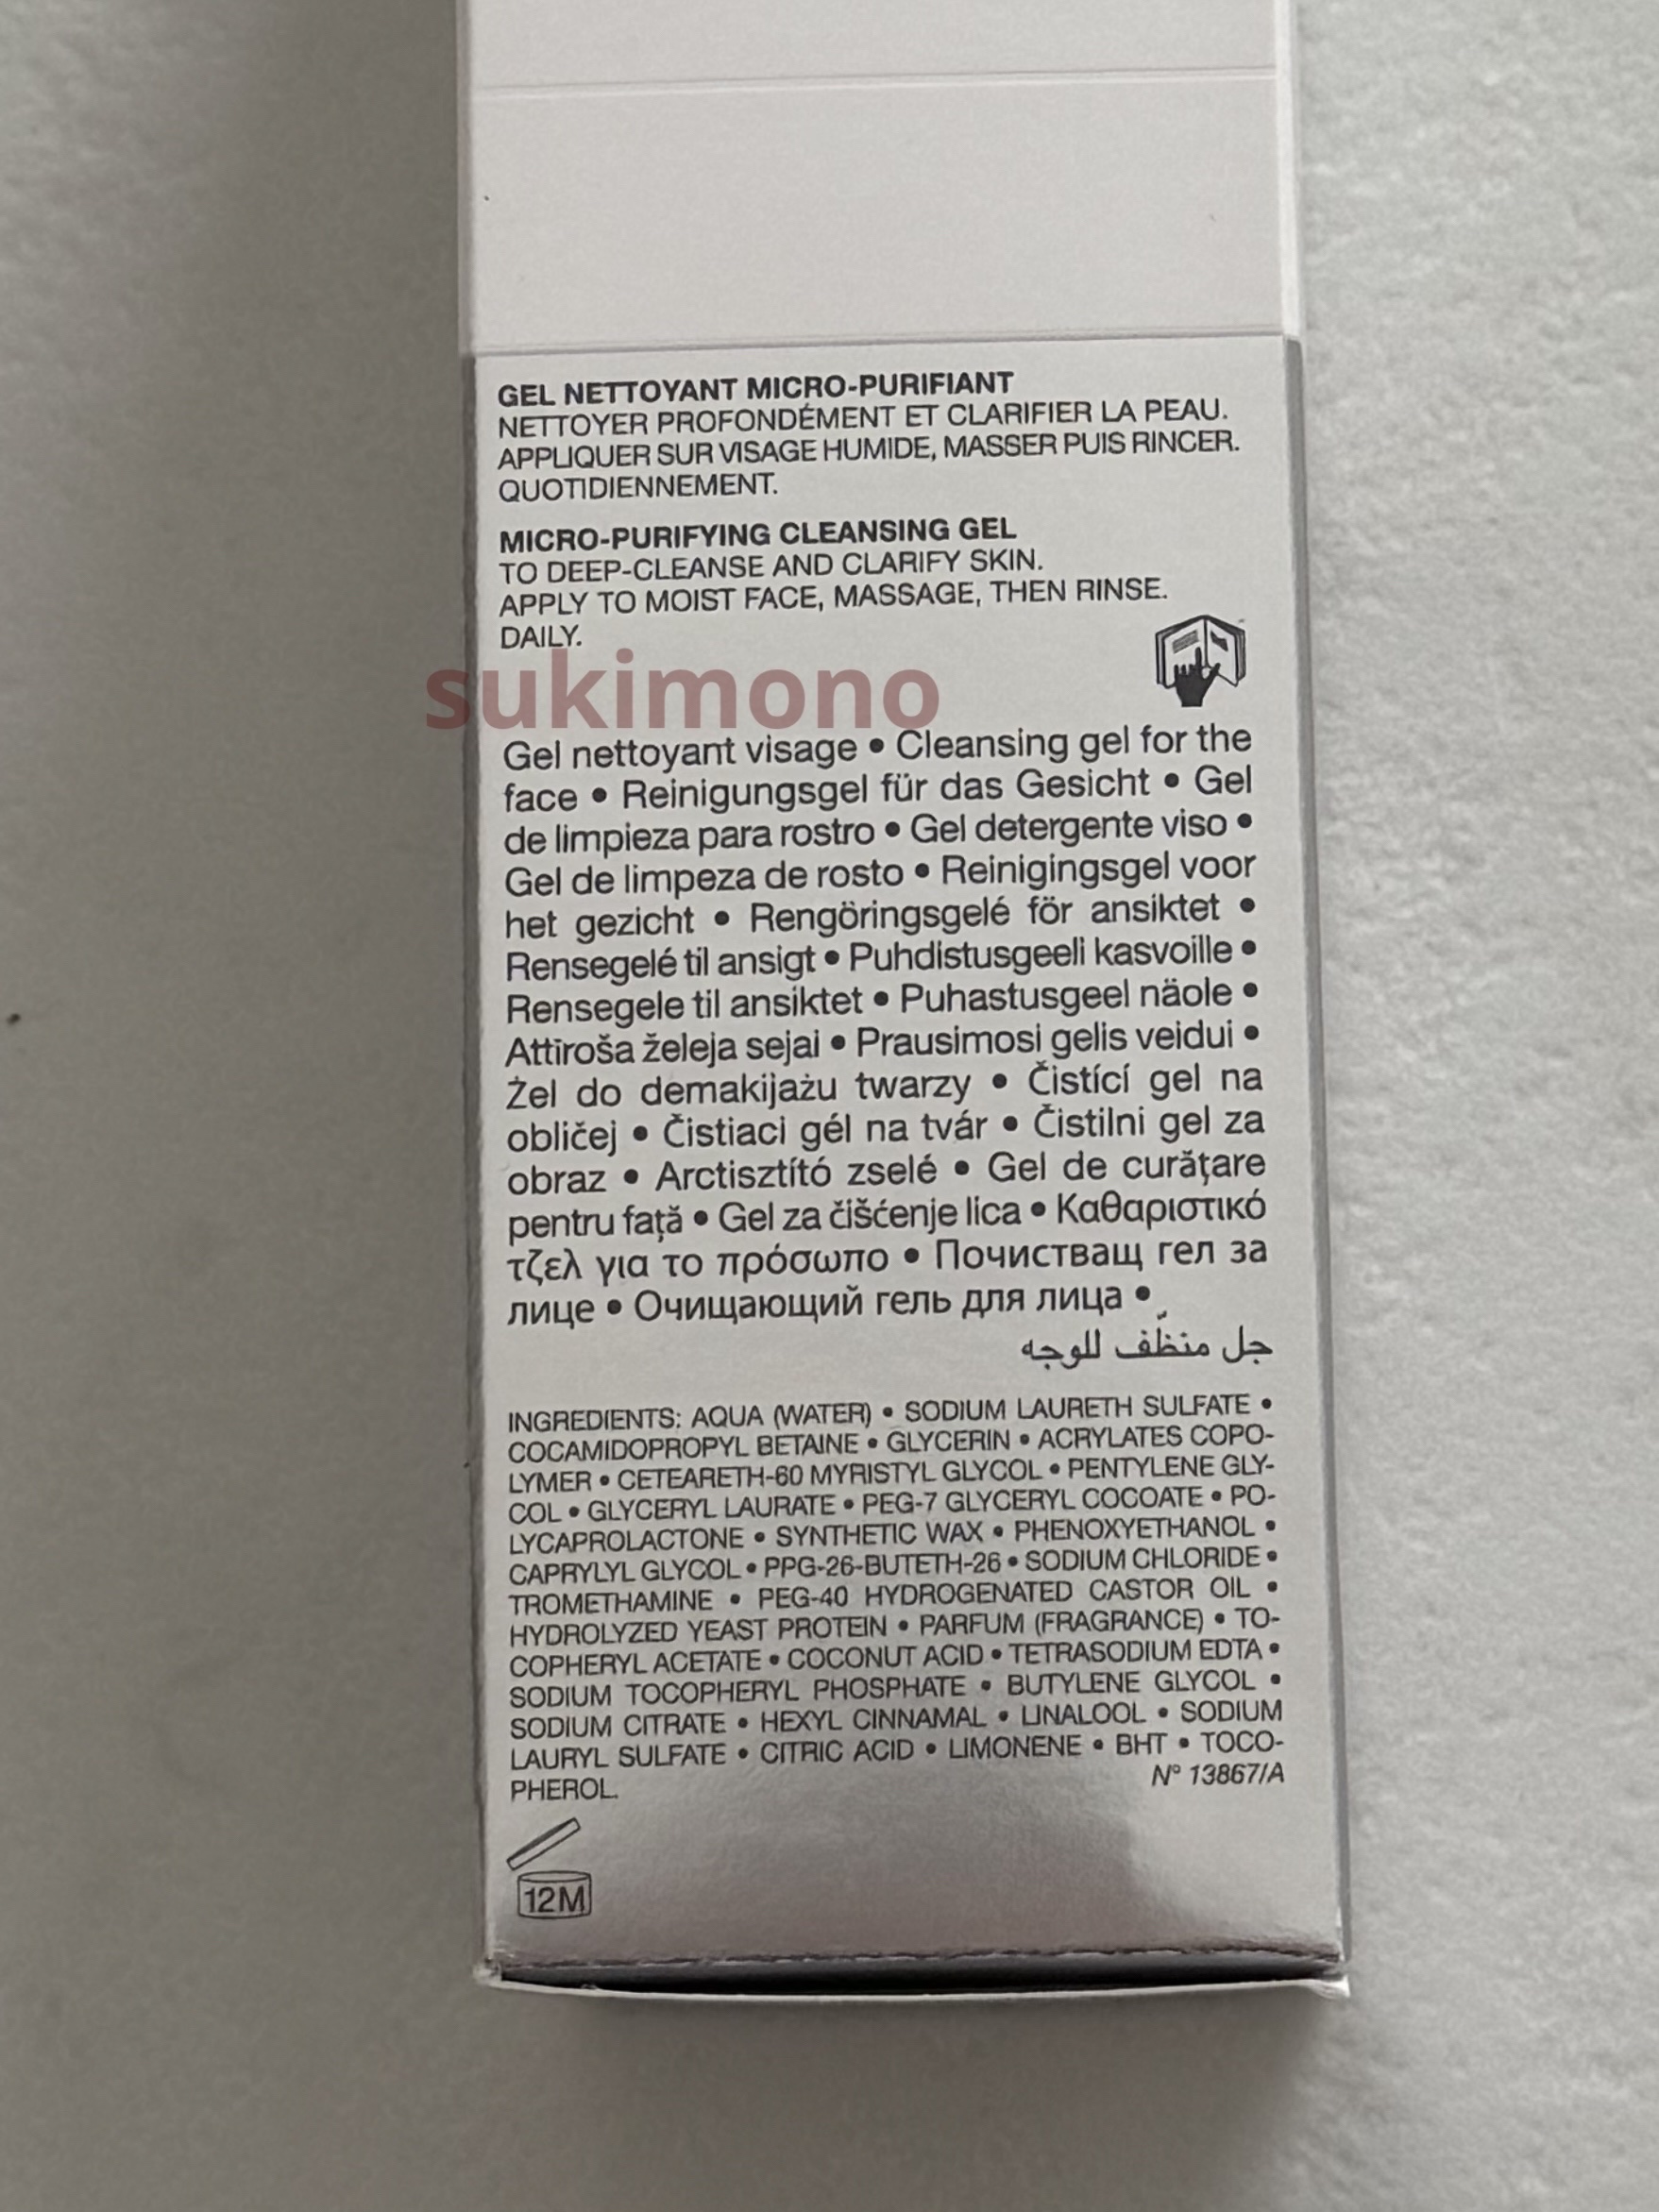 GEL NETTOYANT MICRO-PURIFIANT
NETTOYER PROFONDÉMENT ET CLARIFIER LA PEAU.
APPLIQUER SUR VISAGE HUMIDE, MASSER PUIS RINCER.
QUOTIDIENNEMENT.
MICRO-PURIFYING CLEANSING GEL
TO DEEP-CLEANSE AND CLARIFY SKIN.
APPLY TO MOIST FACE, MASSAGE, THEN RINSE.
DAILY.
sukimono
Gel nettoyant visage • Cleansing gel for the
face • Reinigungsgel für das Gesicht • Gel
de limpieza para rostro • Gel detergente viso •
Gel de limpeza de rosto • Reinigingsgel voor
het gezicht • Rengöringsgelé för ansiktet •
Rensegelé til ansigt • Puhdistusgeeli kasvoille •
Rensegele til ansiktet • Puhastusgeel näole •
Attīroša želeja sejai • Prausimosi gelis veidui •
Żel do demakijażu twarzy • Čistící gel na
obličej • Čistiaci gél na tvár • Čistilni gel za
obraz • Arctisztító zselé • Gel de curăţare
pentru faţă • Gel za čišćenje lica • Καθαριστικό
τζελ για το πρόσωπο • Почистващ гел за
лице • Очищающий гель для лица •
جل منظّف للوجه
INGREDIENTS: AQUA (WATER) • SODIUM LAURETH SULFATE •
COCAMIDOPROPYL BETAINE • GLYCERIN • ACRYLATES COPO-
LYMER • CETEARETH-60 MYRISTYL GLYCOL • PENTYLENE GLY-
COL • GLYCERYL LAURATE • PEG-7 GLYCERYL COCOATE • PO-
LYCAPROLACTONE • SYNTHETIC WAX • PHENOXYETHANOL •
CAPRYLYL GLYCOL • PPG-26-BUTETH-26 • SODIUM CHLORIDE •
TROMETHAMINE • PEG-40 HYDROGENATED CASTOR OIL •
HYDROLYZED YEAST PROTEIN • PARFUM (FRAGRANCE) • TO-
COPHERYL ACETATE • COCONUT ACID • TETRASODIUM EDTA •
SODIUM TOCOPHERYL PHOSPHATE • BUTYLENE GLYCOL •
SODIUM CITRATE • HEXYL CINNAMAL • LINALOOL • SODIUM
LAURYL SULFATE • CITRIC ACID • LIMONENE • BHT • TOCO-
PHEROL. N° 13867/A
12M